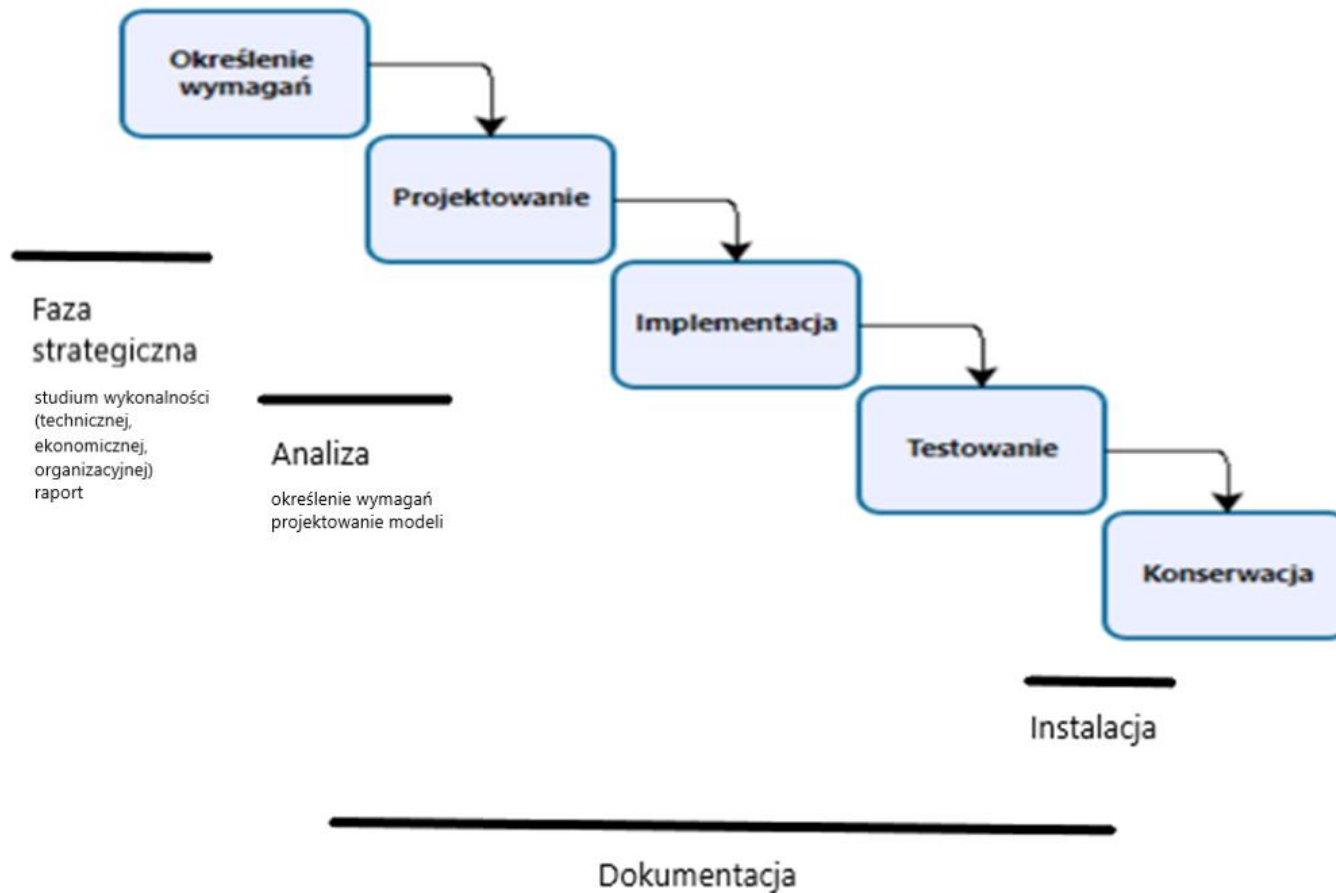 Określenie
wymagań
Projektowanie
Implementacja
Testowanie
Konserwacja
Faza
strategiczna
studium wykonalności
(technicznej,
ekonomicznej,
organizacyjnej)
raport
Analiza
określenie wymagań
projektowanie modeli
Instalacja
Dokumentacja